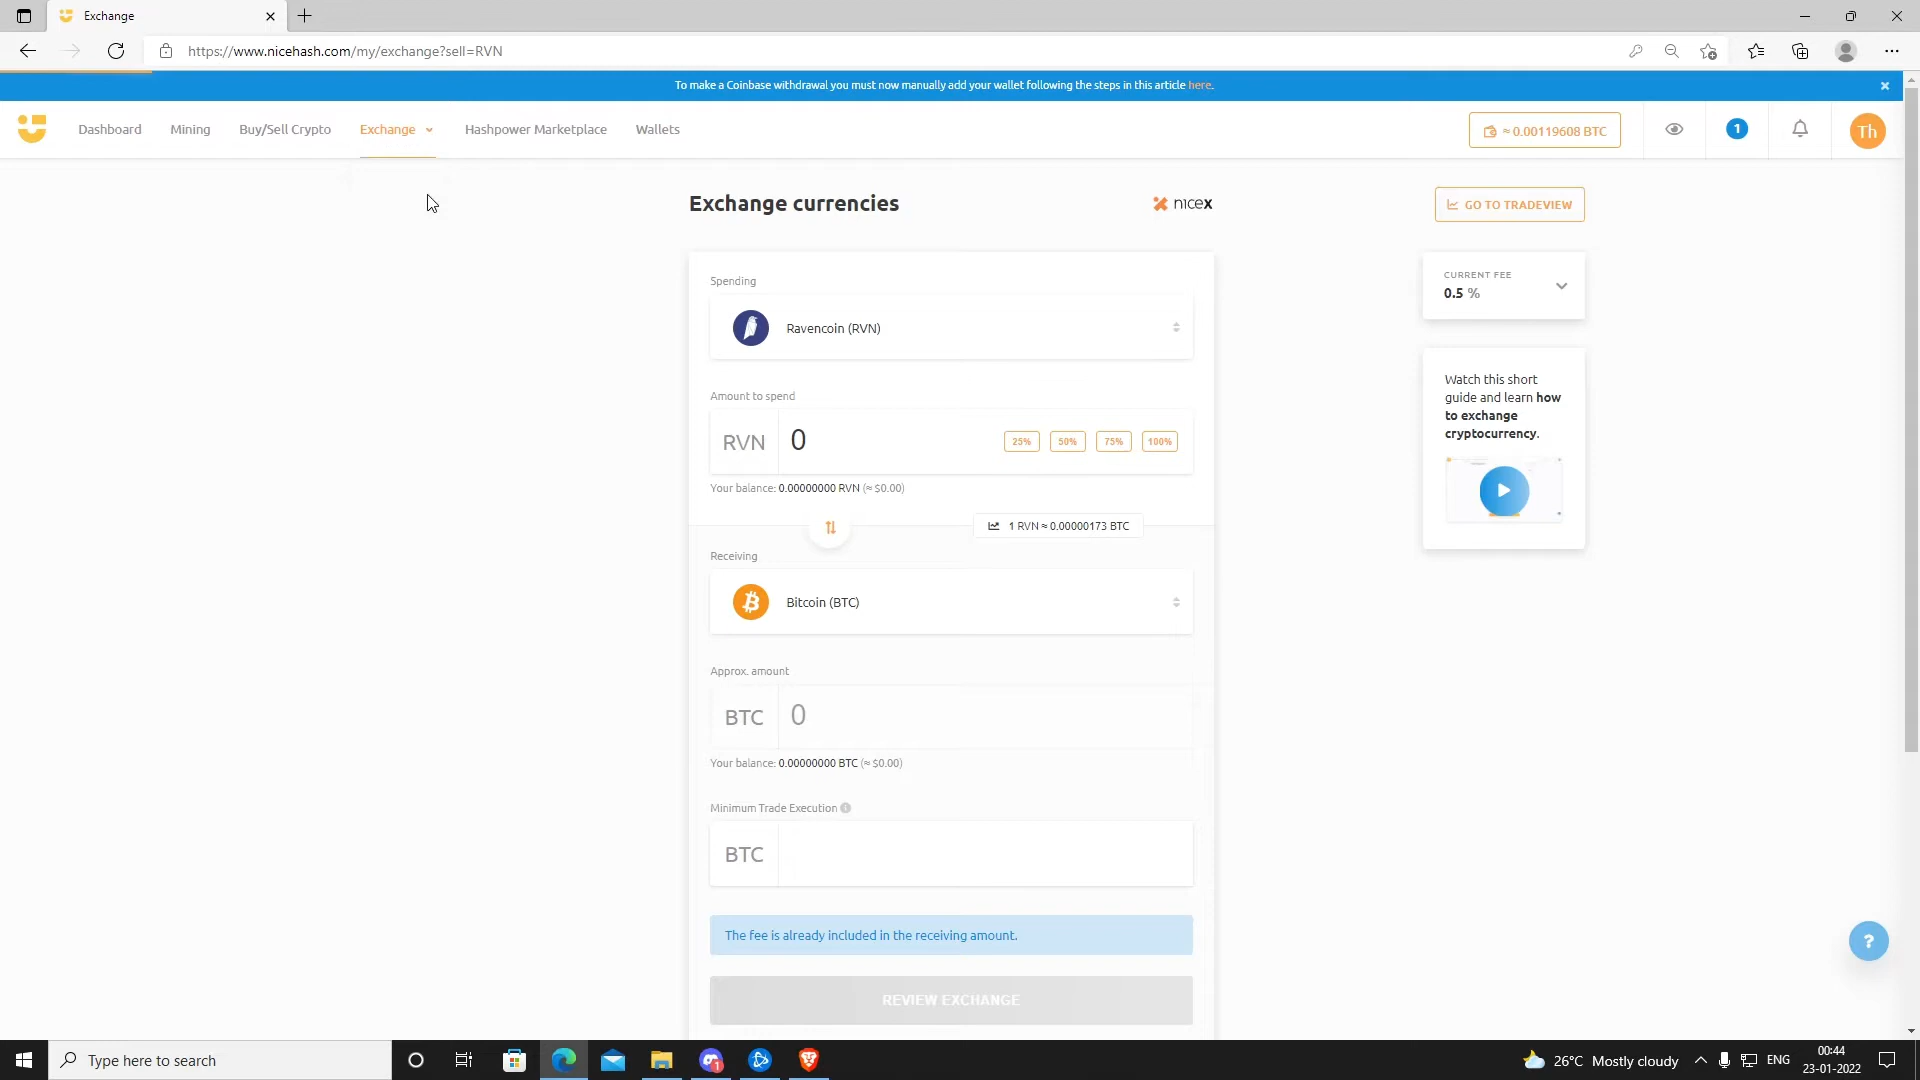 Exchange
https://www.nicehash.com/my/exchange?sell=RVN
To make a Coinbase withdrawal you must now manually add your wallet following the steps in this article here.
Dashboard
Mining
Buy/Sell Crypto
Exchange
Hashpower Marketplace
Wallets
≈ 0.00119608 BTC
1
Th
Exchange currencies
nicex
GO TO TRADEVIEW
Spending
Ravencoin (RVN)
CURRENT FEE
0.5 %
Amount to spend
RVN 0
25%
50%
75%
100%
Your balance: 0.00000000 RVN (≈ $0.00)
Watch this short
guide and learn how
to exchange
cryptocurrency.
1 RVN ≈ 0.00000173 BTC
Receiving
Bitcoin (BTC)
Approx. amount
BTC 0
Your balance: 0.00000000 BTC (≈ $0.00)
Minimum Trade Execution
BTC
The fee is already included in the receiving amount.
REVIEW EXCHANGE
?
Type here to search
1
26°C Mostly cloudy
ENG
00:44
23-01-2022